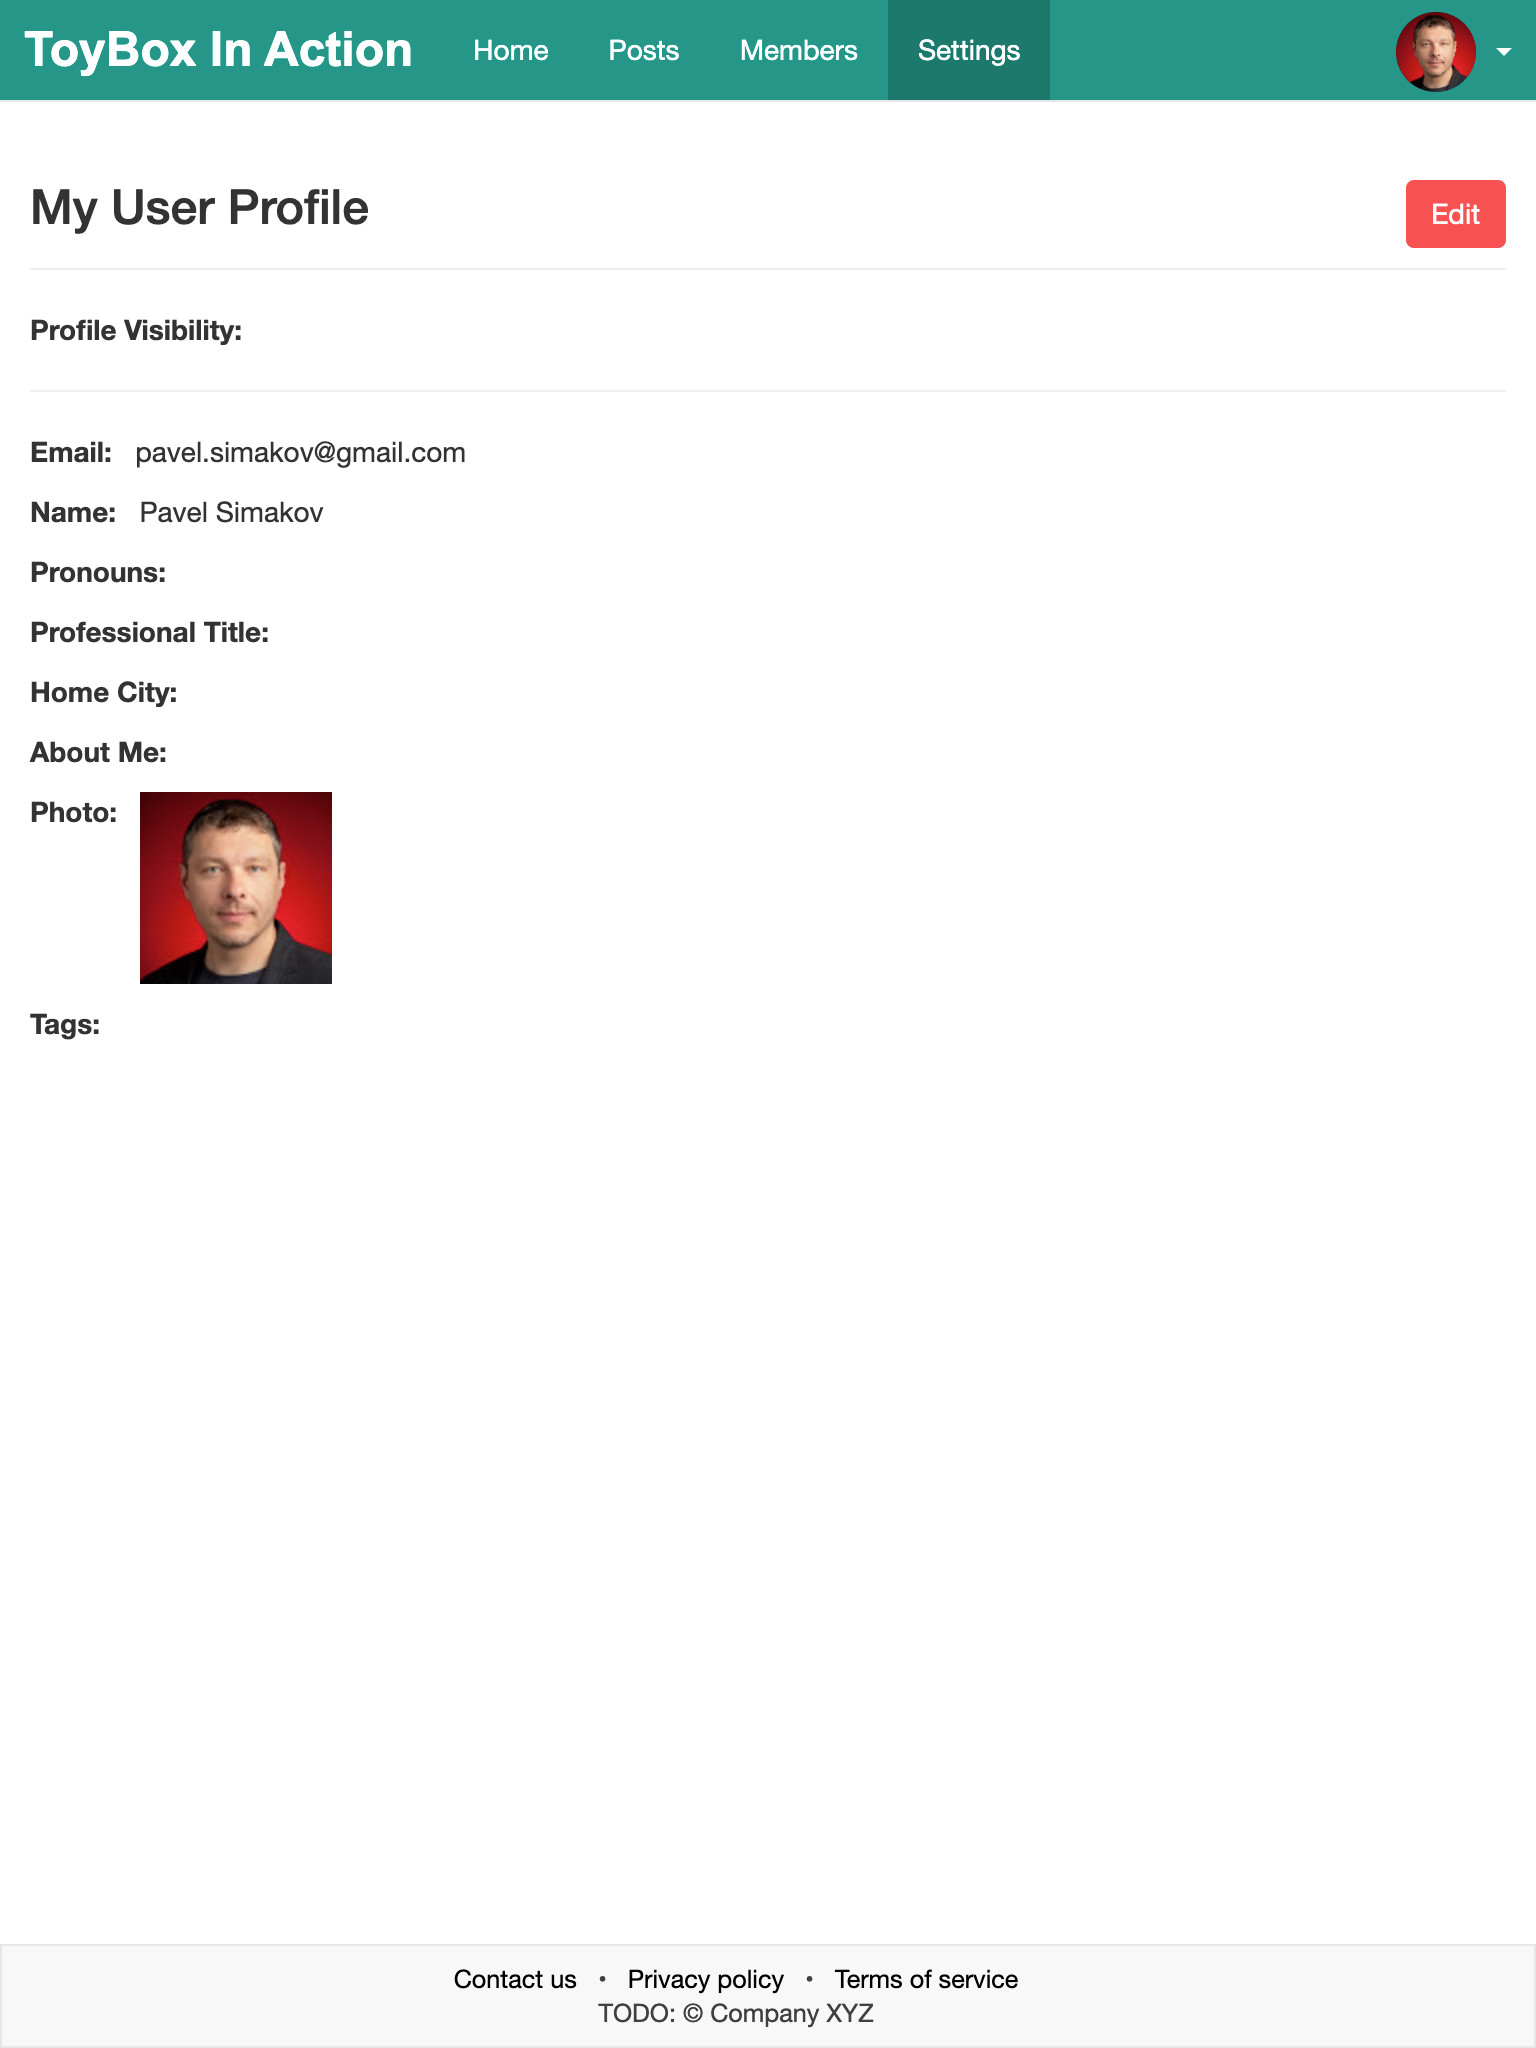 ToyBox In Action Home Posts Members Settings
My User Profile Edit
Profile Visibility:
Email: pavel.simakov@gmail.com
Name: Pavel Simakov
Pronouns:
Professional Title:
Home City:
About Me:
Photo:
Tags:
Contact us • Privacy policy • Terms of service
TODO: © Company XYZ